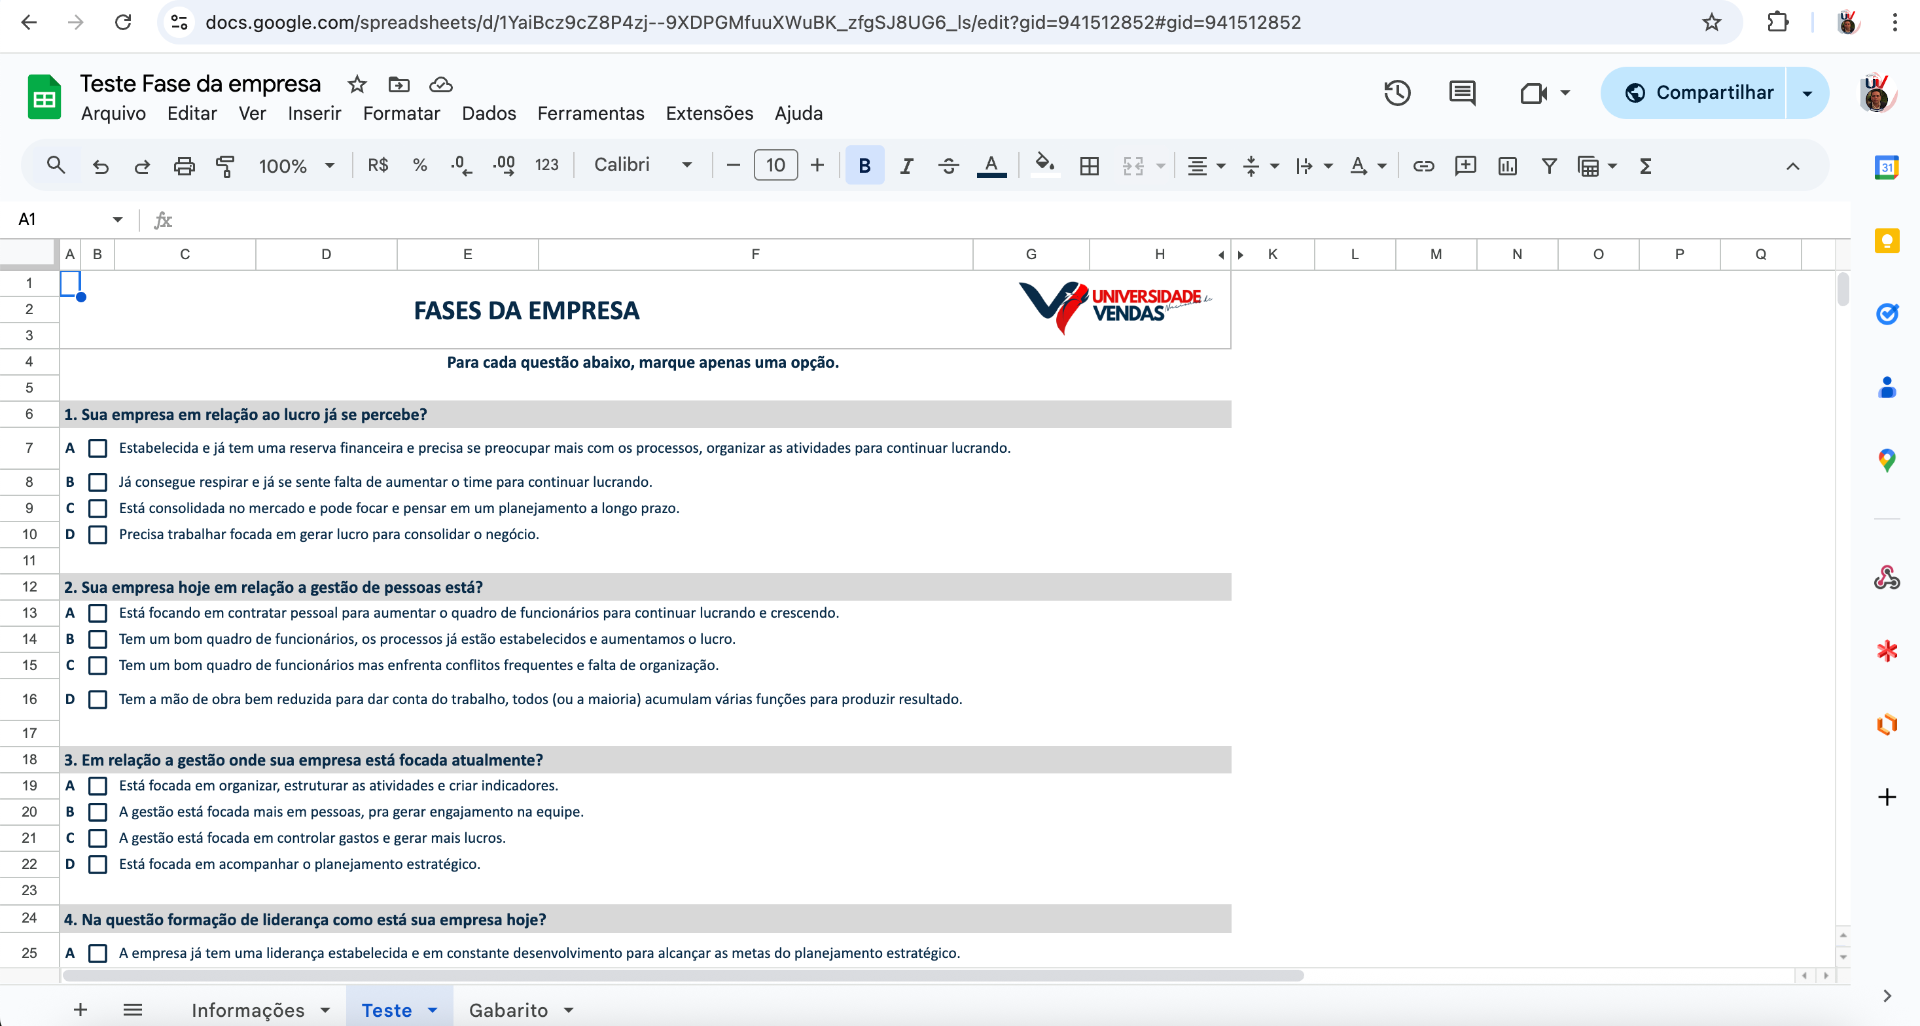 docs.google.com/spreadsheets/d/1YaiBcz9cZ8P4zj--9XDPGMfuuXWuBK_zfgSJ8UG6_ls/edit?gid=941512852#gid=941512852
Teste Fase da empresa
Arquivo Editar Ver Inserir Formatar Dados Ferramentas Extensões Ajuda
Compartilhar
100% R$ % .0 .00 123 Calibri 10 B I S A
31
A1 fx
A B C D E F G H K L M N O P Q
1
2 FASES DA EMPRESA UNIVERSIDADE VENDAS
3
4 Para cada questão abaixo, marque apenas uma opção.
5
6 1. Sua empresa em relação ao lucro já se percebe?
7 A Estabelecida e já tem uma reserva financeira e precisa se preocupar mais com os processos, organizar as atividades para continuar lucrando.
8 B Já consegue respirar e já se sente falta de aumentar o time para continuar lucrando.
9 C Está consolidada no mercado e pode focar e pensar em um planejamento a longo prazo.
10 D Precisa trabalhar focada em gerar lucro para consolidar o negócio.
11
12 2. Sua empresa hoje em relação a gestão de pessoas está?
13 A Está focando em contratar pessoal para aumentar o quadro de funcionários para continuar lucrando e crescendo.
14 B Tem um bom quadro de funcionários, os processos já estão estabelecidos e aumentamos o lucro.
15 C Tem um bom quadro de funcionários mas enfrenta conflitos frequentes e falta de organização.
16 D Tem a mão de obra bem reduzida para dar conta do trabalho, todos (ou a maioria) acumulam várias funções para produzir resultado.
17
18 3. Em relação a gestão onde sua empresa está focada atualmente?
19 A Está focada em organizar, estruturar as atividades e criar indicadores.
20 B A gestão está focada mais em pessoas, pra gerar engajamento na equipe.
21 C A gestão está focada em controlar gastos e gerar mais lucros.
22 D Está focada em acompanhar o planejamento estratégico.
23
24 4. Na questão formação de liderança como está sua empresa hoje?
25 A A empresa já tem uma liderança estabelecida e em constante desenvolvimento para alcançar as metas do planejamento estratégico.
Informações Teste Gabarito